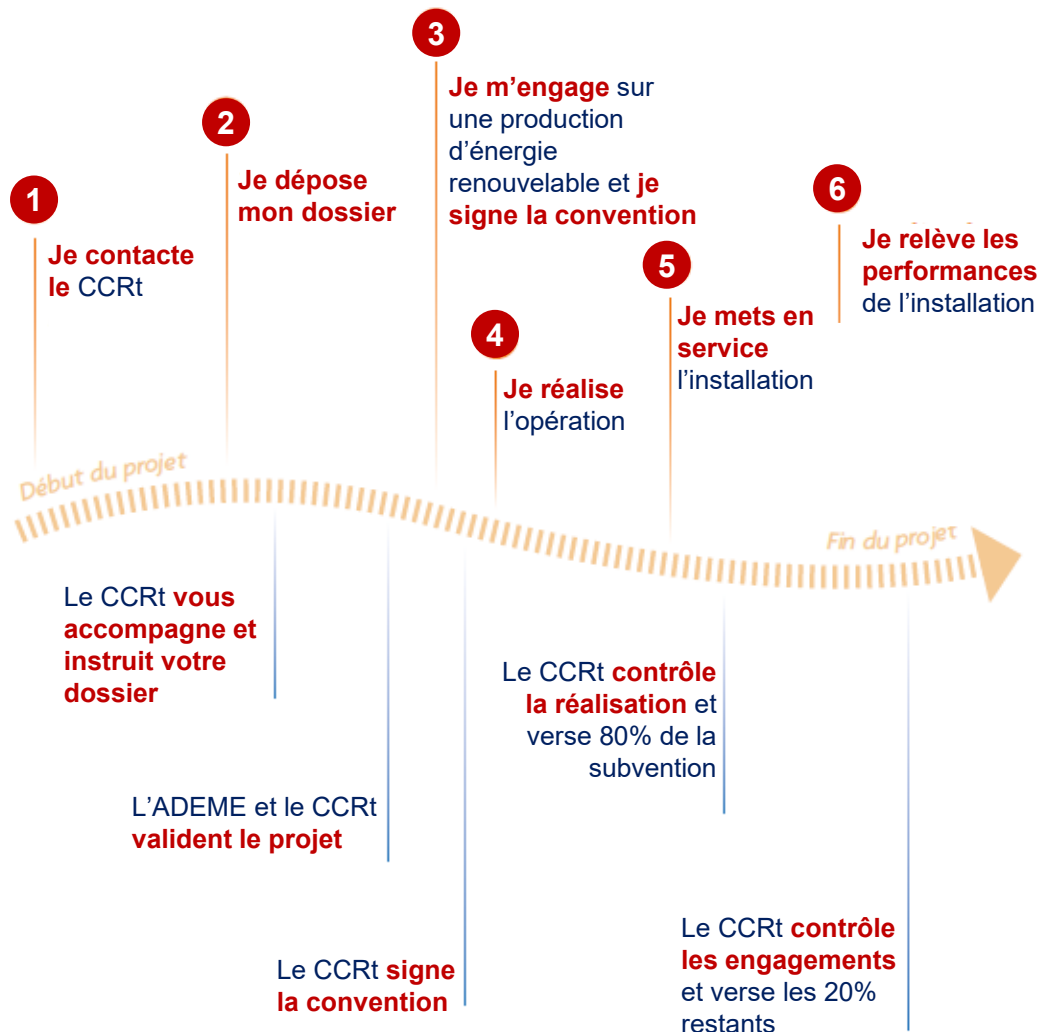 3
Je m’engage sur
une production
d’énergie
renouvelable et je
signe la convention
2
Je dépose
mon dossier
1
Je contacte
le CCRt
6
Je relève les
performances
de l’installation
5
Je mets en
service
l’installation
4
Je réalise
l’opération
Début du projet
Fin du projet
Le CCRt vous
accompagne et
instruit votre
dossier
L’ADEME et le CCRt
valident le projet
Le CCRt signe
la convention
Le CCRt contrôle
la réalisation et
verse 80% de la
subvention
Le CCRt contrôle
les engagements
et verse les 20%
restants